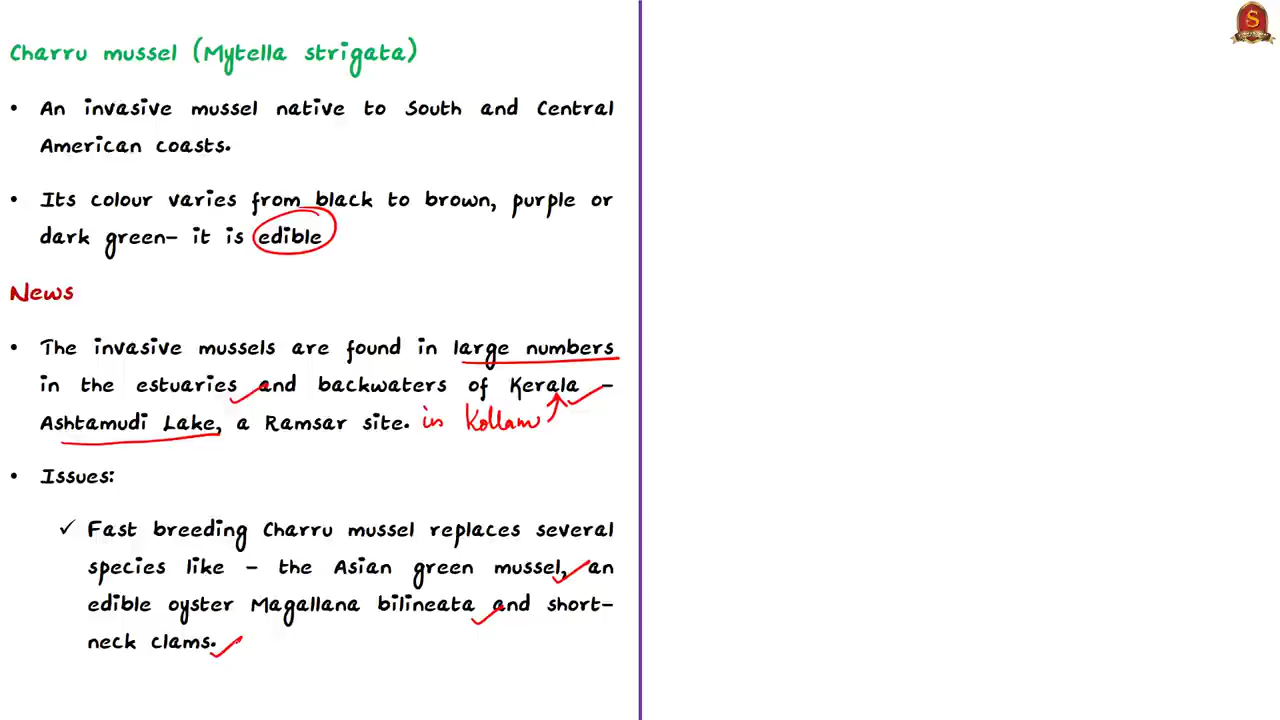 Charru mussel (Mytella strigata)
• An invasive mussel native to South and Central
American coasts.
• Its colour varies from black to brown, purple or
dark green- it is edible
News
• The invasive mussels are found in large numbers
in the estuaries and backwaters of Kerala -
Ashtamudi Lake, a Ramsar site. in Kollam
• Issues:
✓ Fast breeding Charru mussel replaces several
species like - the Asian green mussel, an
edible oyster Magallana bilineata and short-
neck clams.
S